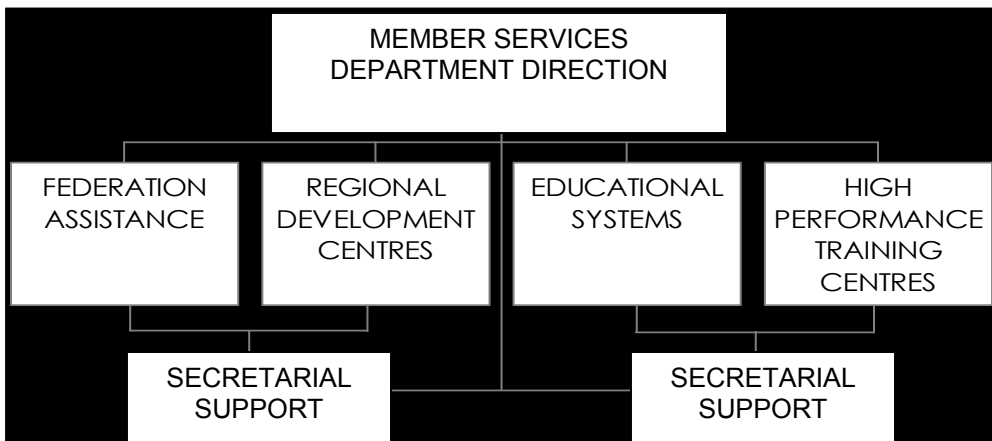 MEMBER SERVICES
DEPARTMENT DIRECTION
FEDERATION
ASSISTANCE
REGIONAL
DEVELOPMENT
CENTRES
EDUCATIONAL
SYSTEMS
HIGH
PERFORMANCE
TRAINING
CENTRES
SECRETARIAL
SUPPORT
SECRETARIAL
SUPPORT